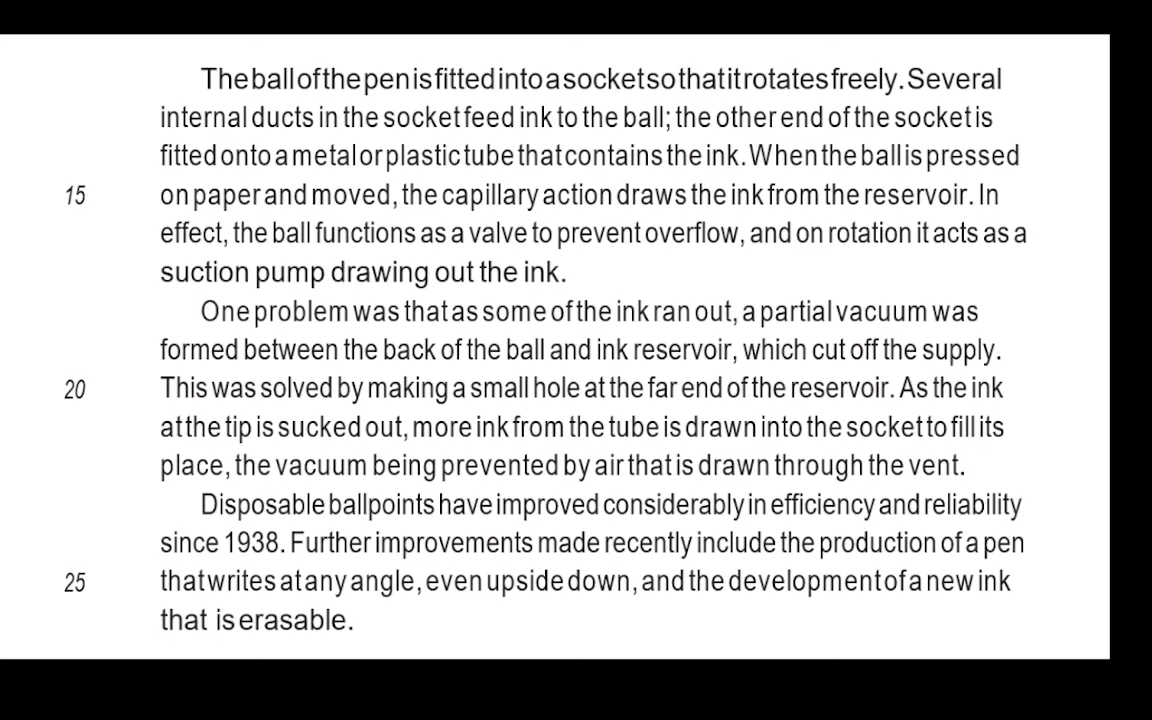 The ball of the pen is fitted into a socket so that it rotates freely. Several
internal ducts in the socket feed ink to the ball; the other end of the socket is
fitted onto a metal or plastic tube that contains the ink. When the ball is pressed
15 on paper and moved, the capillary action draws the ink from the reservoir. In
effect, the ball functions as a valve to prevent overflow, and on rotation it acts as a
suction pump drawing out the ink.
One problem was that as some of the ink ran out, a partial vacuum was
formed between the back of the ball and ink reservoir, which cut off the supply.
20 This was solved by making a small hole at the far end of the reservoir. As the ink
at the tip is sucked out, more ink from the tube is drawn into the socket to fill its
place, the vacuum being prevented by air that is drawn through the vent.
Disposable ballpoints have improved considerably in efficiency and reliability
since 1938. Further improvements made recently include the production of a pen
25 that writes at any angle, even upside down, and the development of a new ink
that is erasable.